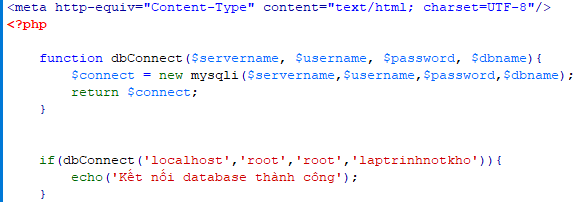 <meta http-equiv="Content-Type" content="text/html; charset=UTF-8"/>
<?php
function dbConnect($servername, $username, $password, $dbname){
$connect = new mysqli($servername,$username,$password,$dbname);
return $connect;
}
if(dbConnect('localhost','root','root','laptrinhnotkho')){
echo('Kết nối database thành công');
}